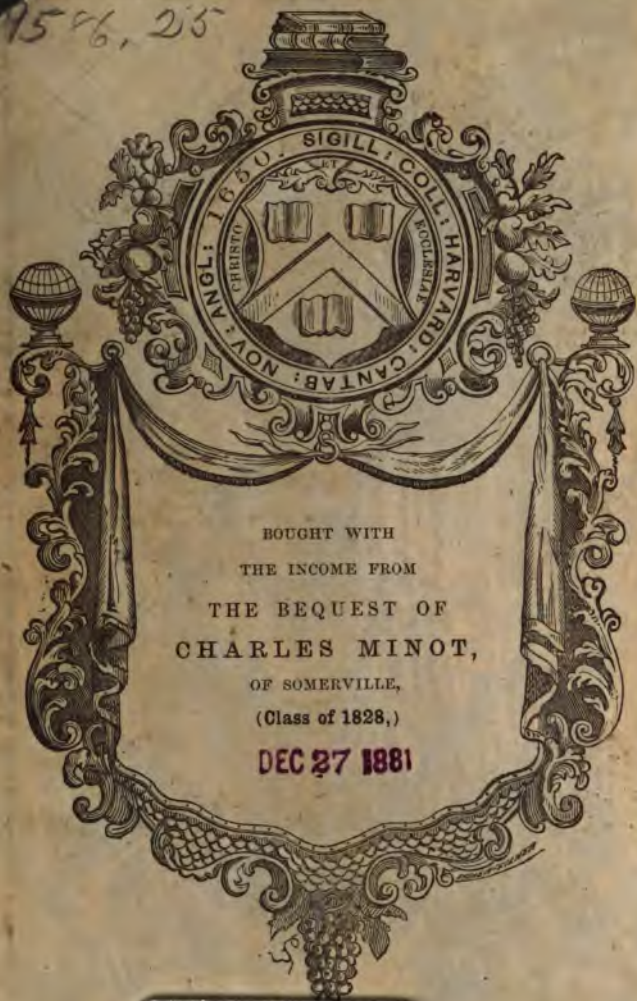 15 % , 25
SIGILL : COLL : HARVARD : CANTAB : NOV : ANGL : 1650.
CHRISTO
ET
ECCLESIAE
BOUGHT WITH
THE INCOME FROM
THE BEQUEST OF
CHARLES MINOT,
OF SOMERVILLE,
(Class of 1828,)
DEC 27 1881